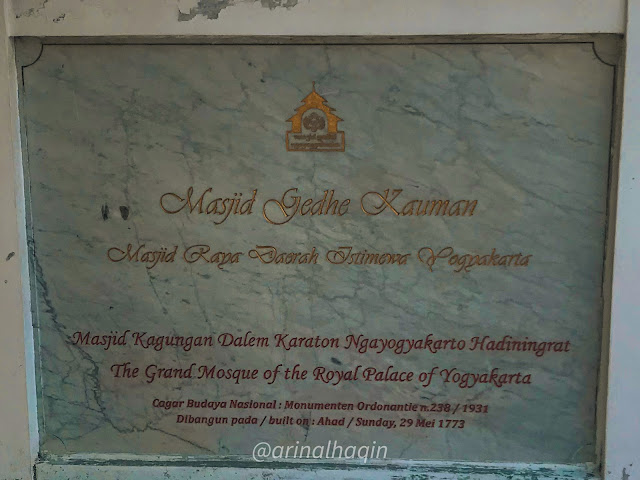 Masjid Gedhe Kauman
Masjid Raya Daerah Istimewa Yogyakarta
Masjid Kagungan Dalem Karaton Ngayogyakarto Hadiningrat
The Grand Mosque of the Royal Palace of Yogyakarta
Cagar Budaya Nasional : Monumenten Ordonantie n.238 / 1931
Dibangun pada / built on : Ahad / Sunday, 29 Mei 1773
@arinalhaqin